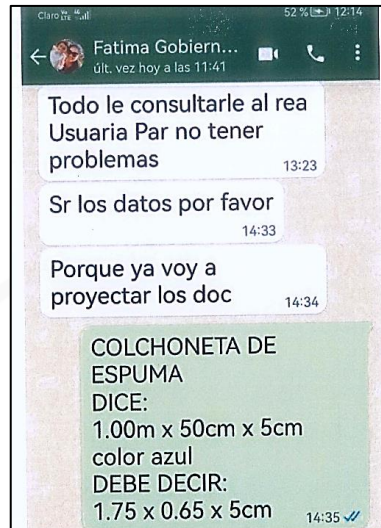 Claro
52 % 12:14
Fatima Gobiern...
últ. vez hoy a las 11:41
Todo le consultarle al rea
Usuaria Par no tener
problemas
13:23
Sr los datos por favor
14:33
Porque ya voy a
proyectar los doc
14:34
COLCHONETA DE
ESPUMA
DICE:
1.00m x 50cm x 5cm
color azul
DEBE DECIR:
1.75 x 0.65 x 5cm
14:35